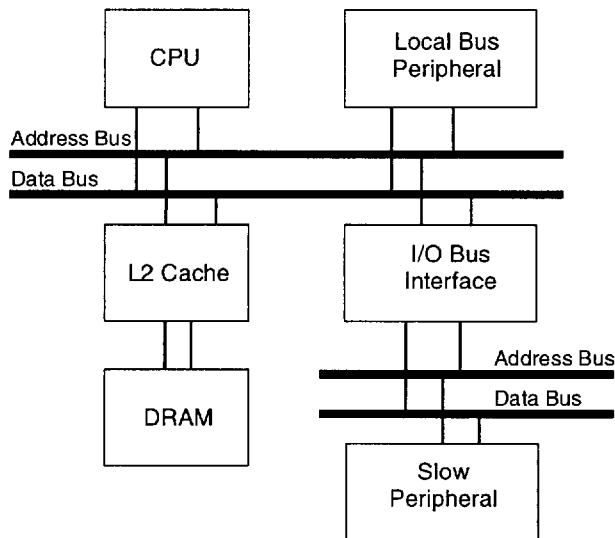 CPU
Local Bus
Peripheral
Address Bus
Data Bus
L2 Cache
I/O Bus
Interface
Address Bus
Data Bus
DRAM
Slow
Peripheral